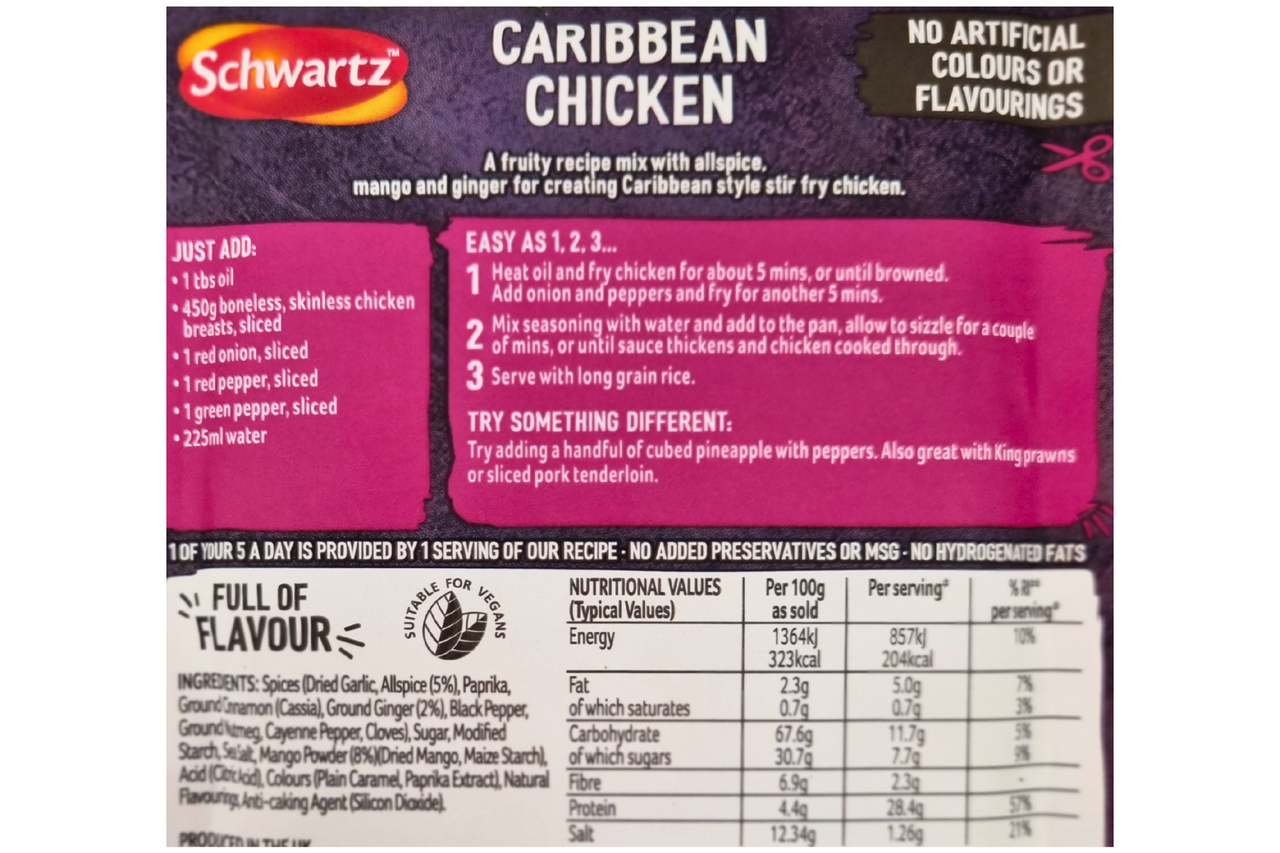 Schwartz™
CARIBBEAN
CHICKEN
NO ARTIFICIAL
COLOURS OR
FLAVOURINGS
A fruity recipe mix with allspice,
mango and ginger for creating Caribbean style stir fry chicken.
JUST ADD:
• 1 tbs oil
• 450g boneless, skinless chicken
breasts, sliced
• 1 red onion, sliced
• 1 red pepper, sliced
• 1 green pepper, sliced
• 225ml water
EASY AS 1, 2, 3...
1 Heat oil and fry chicken for about 5 mins, or until browned.
Add onion and peppers and fry for another 5 mins.
2 Mix seasoning with water and add to the pan, allow to sizzle for a couple
of mins, or until sauce thickens and chicken cooked through.
3 Serve with long grain rice.
TRY SOMETHING DIFFERENT:
Try adding a handful of cubed pineapple with peppers. Also great with King prawns
or sliced pork tenderloin.
1 OF YOUR 5 A DAY IS PROVIDED BY 1 SERVING OF OUR RECIPE · NO ADDED PRESERVATIVES OR MSG · NO HYDROGENATED FATS
FULL OF
FLAVOUR
SUITABLE FOR VEGANS
INGREDIENTS: Spices (Dried Garlic, Allspice (5%), Paprika,
Ground Cinnamon (Cassia), Ground Ginger (2%), Black Pepper,
Ground Nutmeg, Cayenne Pepper, Cloves), Sugar, Modified
Starch, Sea Salt, Mango Powder (8%)(Dried Mango, Maize Starch),
Acid (Citric Acid), Colours (Plain Caramel, Paprika Extract), Natural
Flavouring, Anti-caking Agent (Silicon Dioxide).
PRODUCED IN THE UK
NUTRITIONAL VALUES Per 100g Per serving* % RI**
(Typical Values) as sold per serving*
Energy 1364kJ 857kJ 10%
323kcal 204kcal
Fat 2.3g 5.0g 7%
of which saturates 0.7g 0.7g 3%
Carbohydrate 67.6g 11.7g 5%
of which sugars 30.7g 7.7g 9%
Fibre 6.9g 2.3g -
Protein 4.4g 28.4g 57%
Salt 12.34g 1.26g 21%